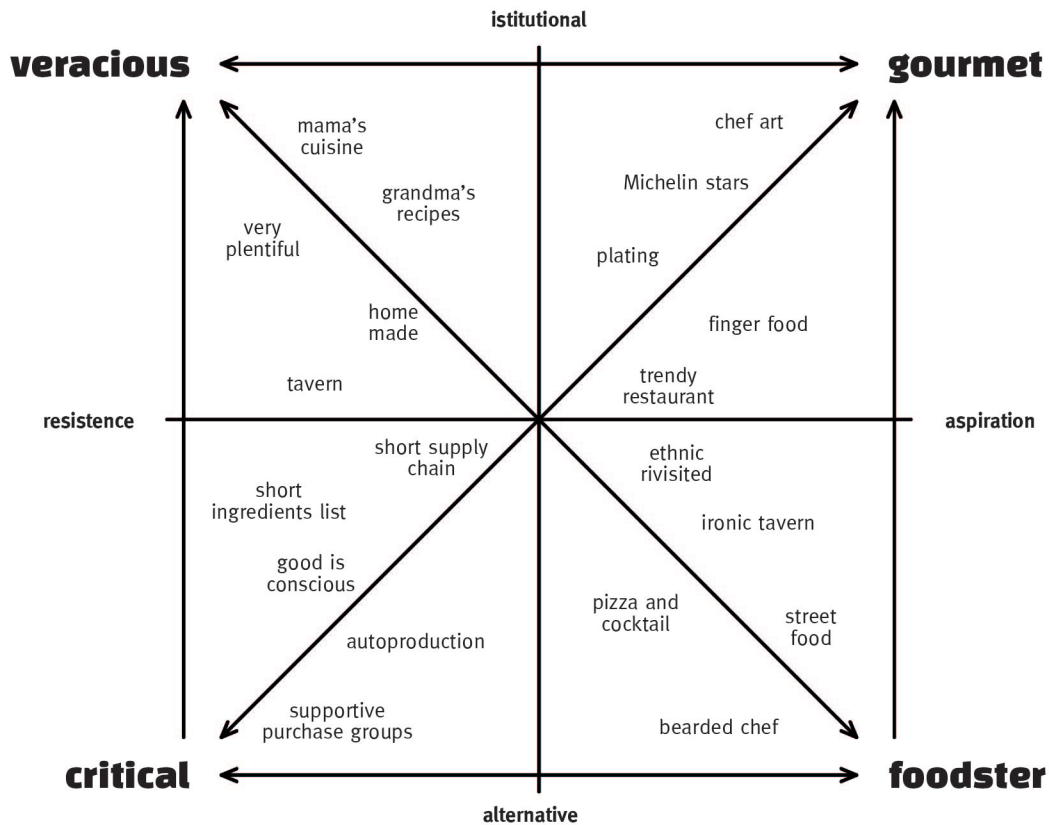 istitutional
veracious
gourmet
mama's
cuisine
chef art
Michelin stars
grandma's
recipes
very
plentiful
plating
home
made
finger food
tavern
trendy
restaurant
resistence
aspiration
short supply
chain
ethnic
rivisited
short
ingredients list
ironic tavern
good is
conscious
pizza and
cocktail
street
food
autoproduction
supportive
purchase groups
bearded chef
critical
foodster
alternative